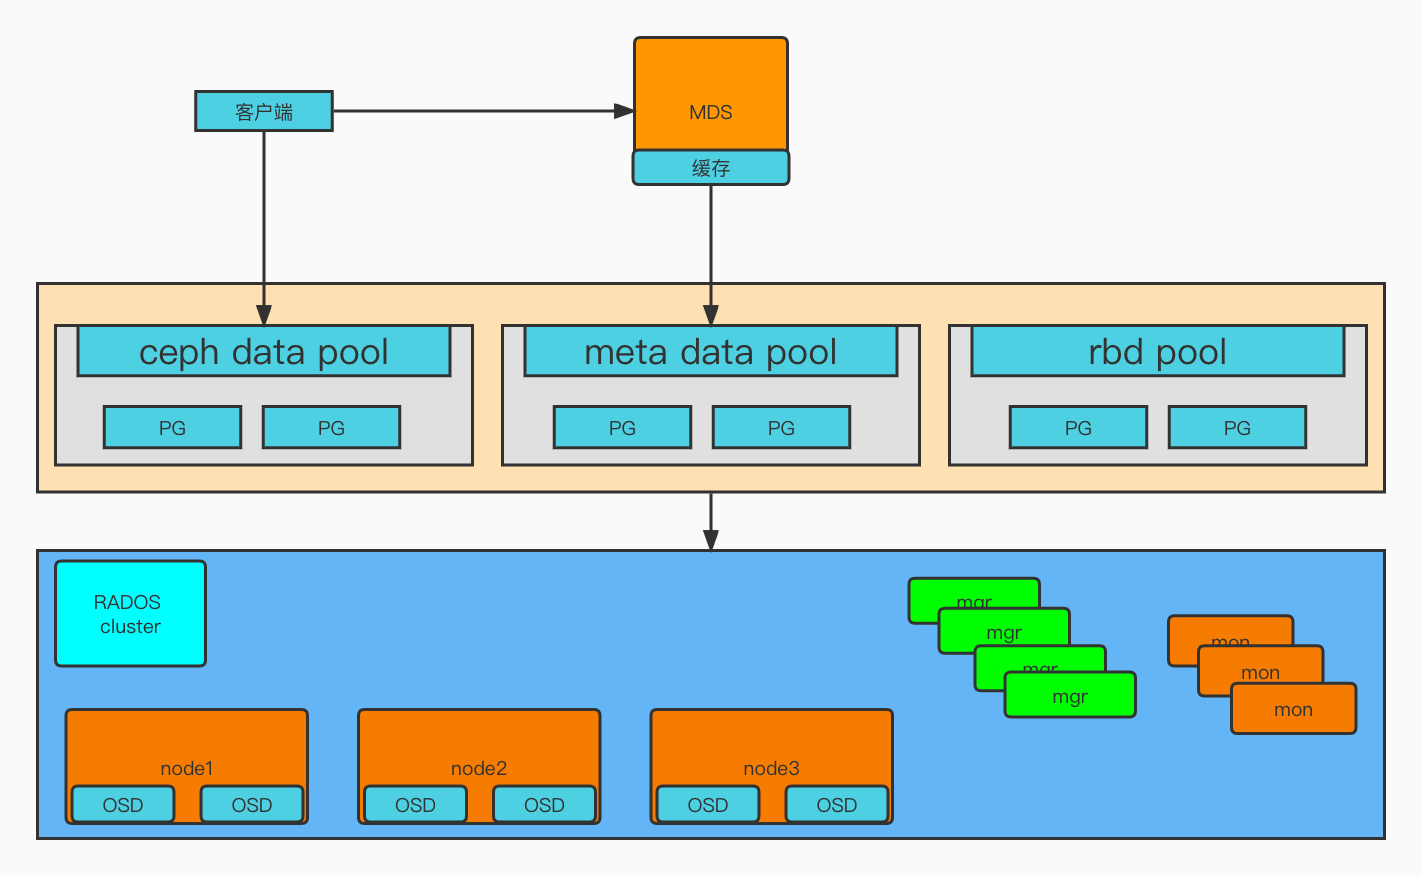 客户端
MDS
缓存
ceph data pool
meta data pool
rbd pool
PG
PG
PG
PG
PG
PG
RADOS
cluster
mgr
mgr
mgr
mgr
mon
mon
mon
node1
node2
node3
OSD
OSD
OSD
OSD
OSD
OSD